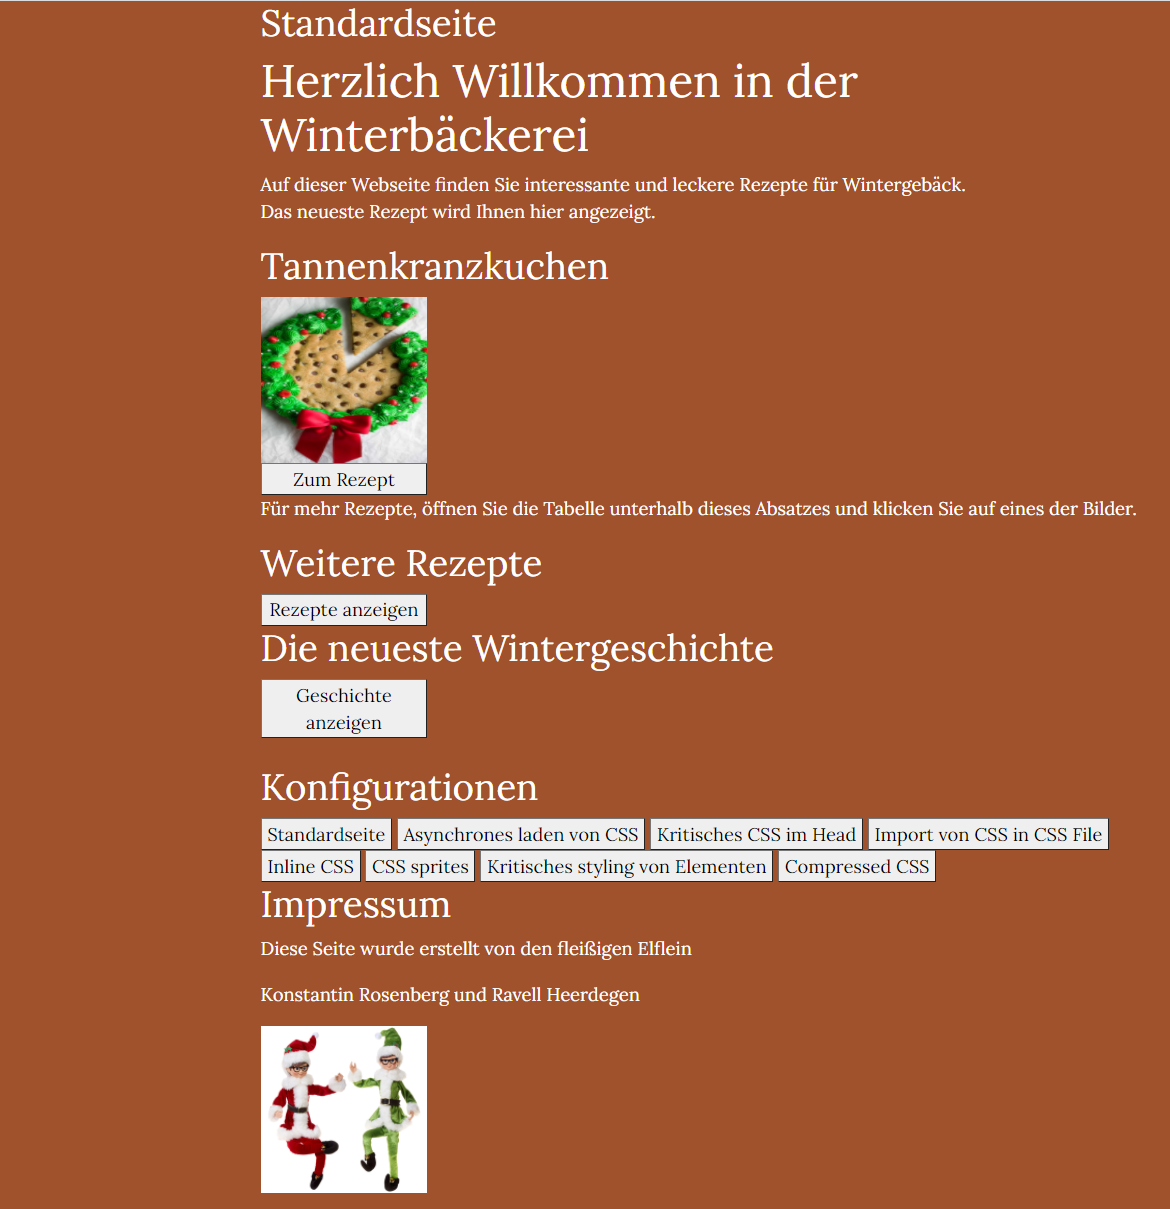 Standardseite
Herzlich Willkommen in der
Winterbäckerei
Auf dieser Webseite finden Sie interessante und leckere Rezepte für Wintergebäck.
Das neueste Rezept wird Ihnen hier angezeigt.
Tannenkranzkuchen
Zum Rezept
Für mehr Rezepte, öffnen Sie die Tabelle unterhalb dieses Absatzes und klicken Sie auf eines der Bilder.
Weitere Rezepte
Rezepte anzeigen
Die neueste Wintergeschichte
Geschichte
anzeigen
Konfigurationen
Standardseite Asynchrones laden von CSS Kritisches CSS im Head Import von CSS in CSS File
Inline CSS CSS sprites Kritisches styling von Elementen Compressed CSS
Impressum
Diese Seite wurde erstellt von den fleißigen Elflein
Konstantin Rosenberg und Ravell Heerdegen